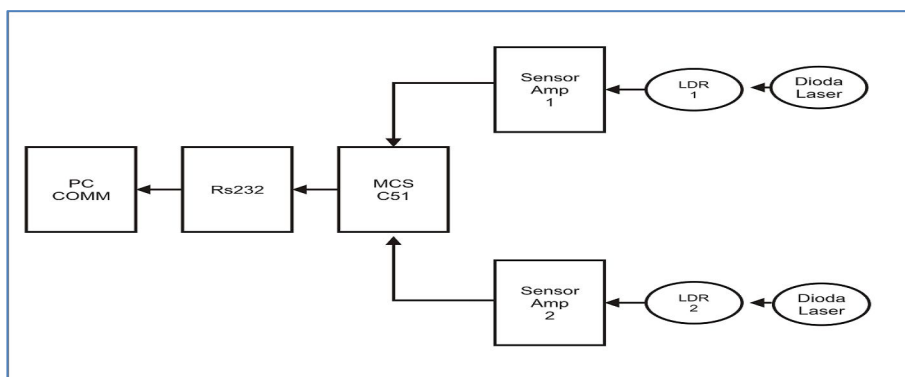 Sensor
Amp
1
LDR
1
Dioda
Laser
PC
COMM
Rs232
MCS
C51
Sensor
Amp
2
LDR
2
Dioda
Laser